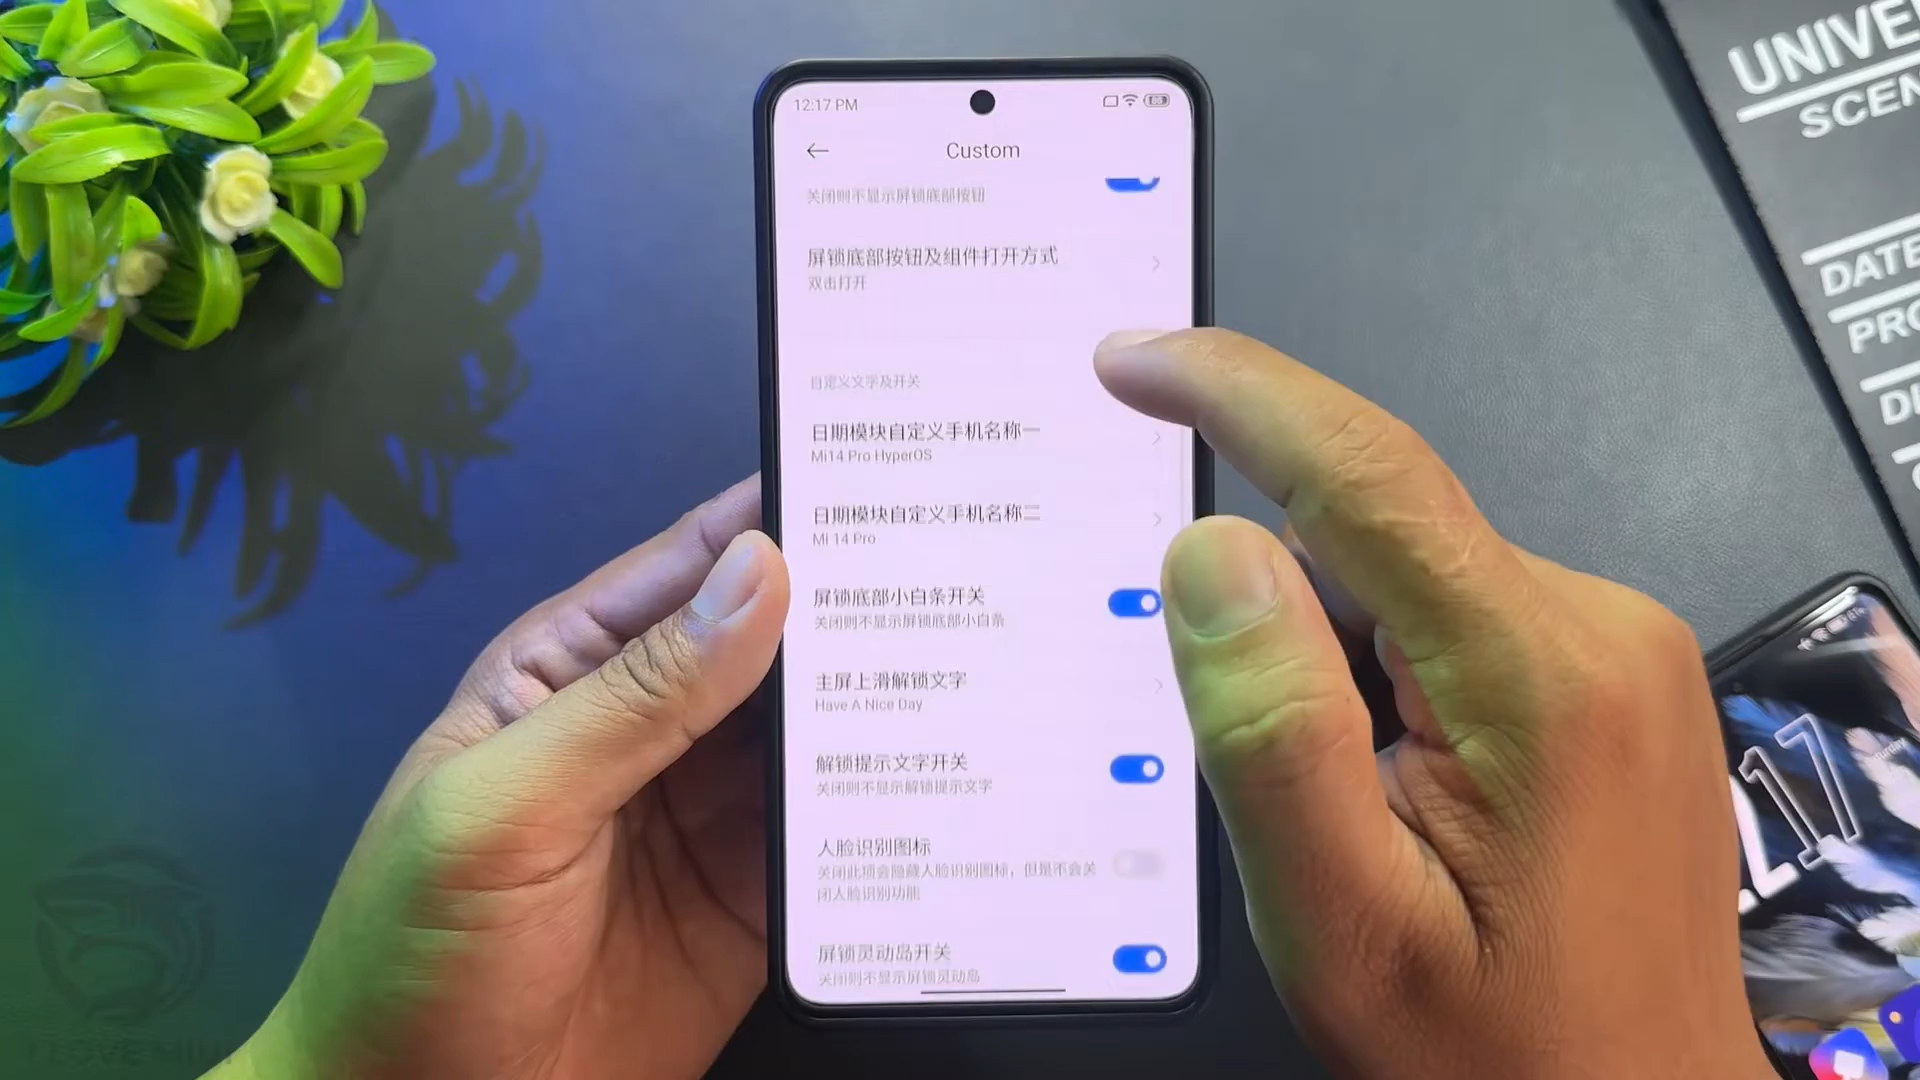 12:17 PM
88
Custom
关闭则不显示屏锁底部按钮
屏锁底部按钮及组件打开方式
双击打开
自定义文字及开关
日期模块自定义手机名称一
Mi14 Pro HyperOS
日期模块自定义手机名称二
Mi 14 Pro
屏锁底部小白条开关
关闭则不显示屏锁底部小白条
主屏上滑解锁文字
Have A Nice Day
解锁提示文字开关
关闭则不显示解锁提示文字
人脸识别图标
关闭此项会隐藏人脸识别图标，但是不会关
闭人脸识别功能
屏锁灵动岛开关
关闭则不显示屏锁灵动岛
UNIVE
SCEN
DATE
PRO
DI
17
I LOVE MIUI